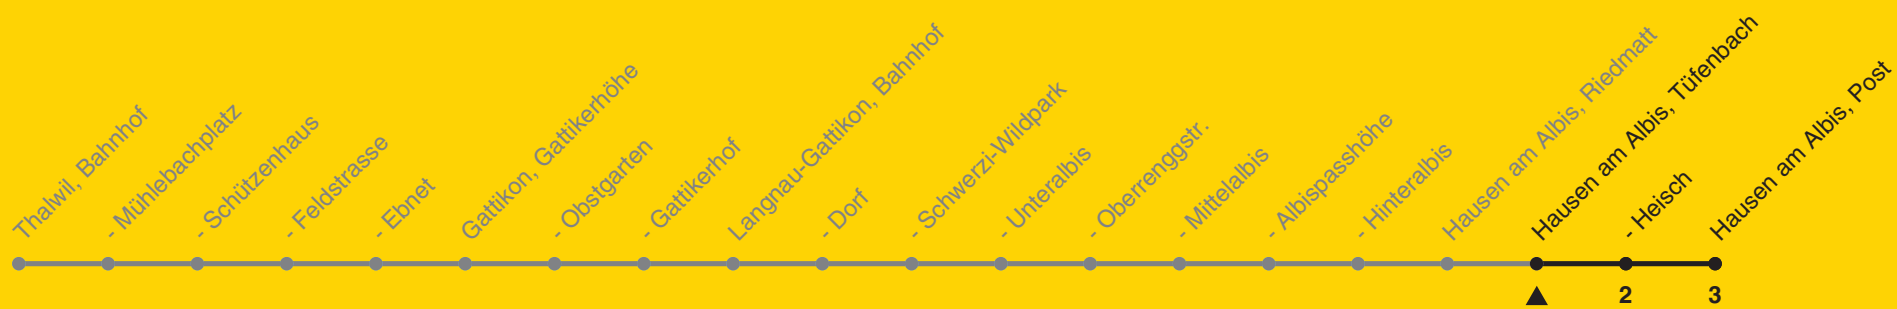 Thalwil, Bahnhof
- Mühlebachplatz
- Schützenhaus
- Feldstrasse
- Ebnet
Gattikon, Gattikerhöhe
- Obstgarten
- Gattikerhof
Langnau-Gattikon, Bahnhof
- Dorf
- Schwerzi-Wildpark
- Unteralbis
- Oberrenggstr.
- Mittelalbis
- Albispasshöhe
- Hinteralbis
Hausen am Albis, Riedmatt
Hausen am Albis, Tüfenbach
- Heisch
Hausen am Albis, Post
2
3